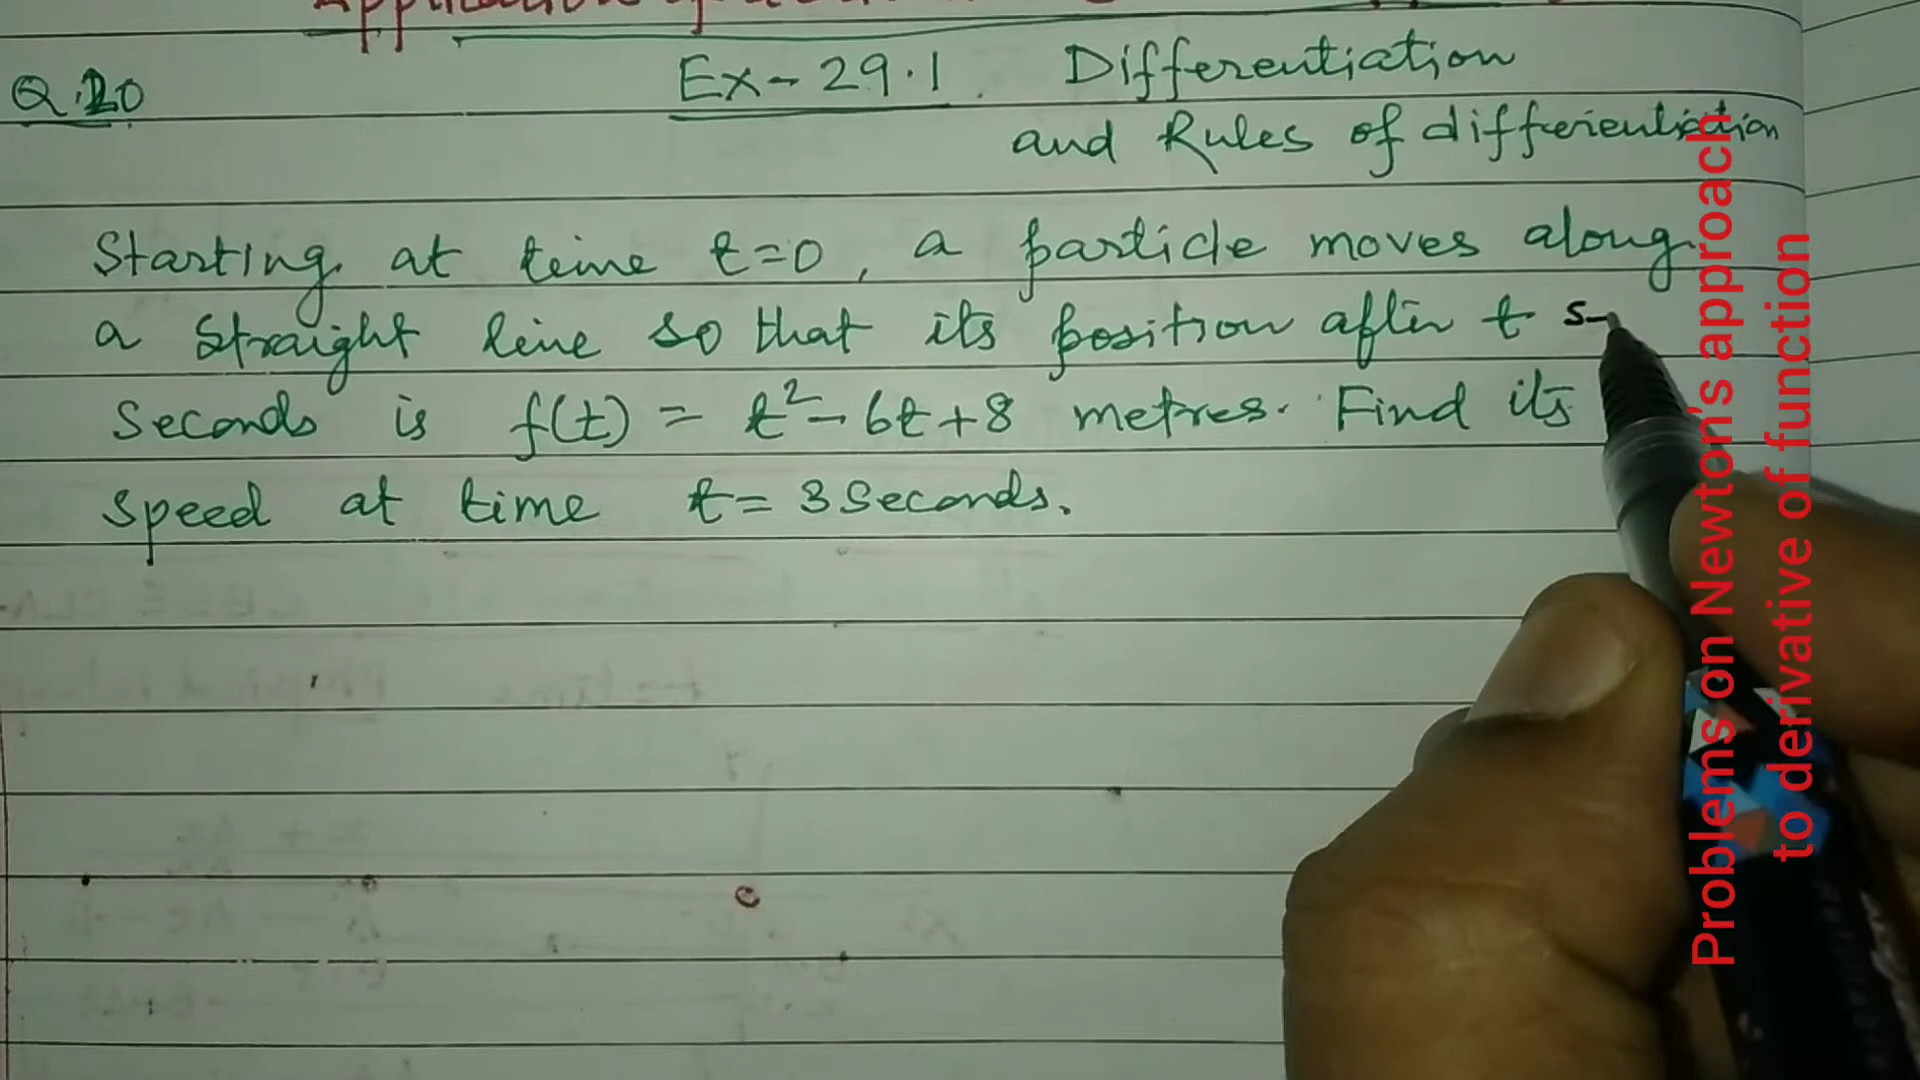 Ex- 29.1. Differentiation
Q.20
and Rules of differentiation
Starting at time t=0, a particle moves along
a straight line so that its position after t s
seconds is f(t) = t²-6t+8 metres. Find its
speed at time t= 3 seconds.
Problems on Newton's approach
to derivative of function